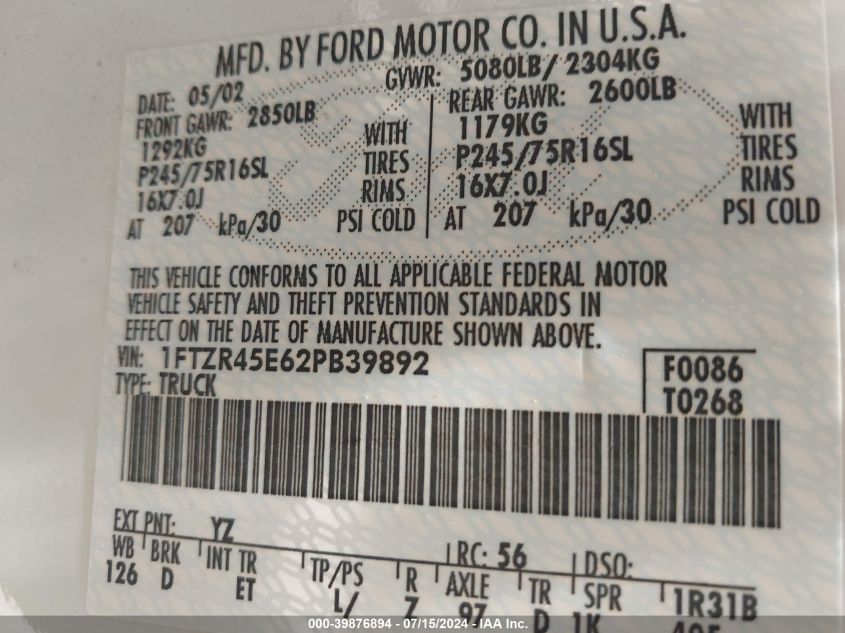 MFD. BY FORD MOTOR CO. IN U.S.A.
DATE: 05/02 GVWR: 5080LB/ 2304KG
FRONT GAWR: 2850LB REAR GAWR: 2600LB
1292KG WITH 1179KG WITH
P245/75R16SL TIRES P245/75R16SL TIRES
16X7.0J RIMS 16X7.0J RIMS
AT 207 kPa/30 PSI COLD AT 207 kPa/30 PSI COLD
THIS VEHICLE CONFORMS TO ALL APPLICABLE FEDERAL MOTOR
VEHICLE SAFETY AND THEFT PREVENTION STANDARDS IN
EFFECT ON THE DATE OF MANUFACTURE SHOWN ABOVE.
VIN: 1FTZR45E62PB39892 F0086
TYPE: TRUCK T0268
EXT PNT: YZ RC: 56 DSO:
WB BRK INT TR TP/PS R AXLE TR SPR 1R31B
126 D ET L/ Z 97 D 1K
000-39876894 - 07/15/2024 - IAA Inc.